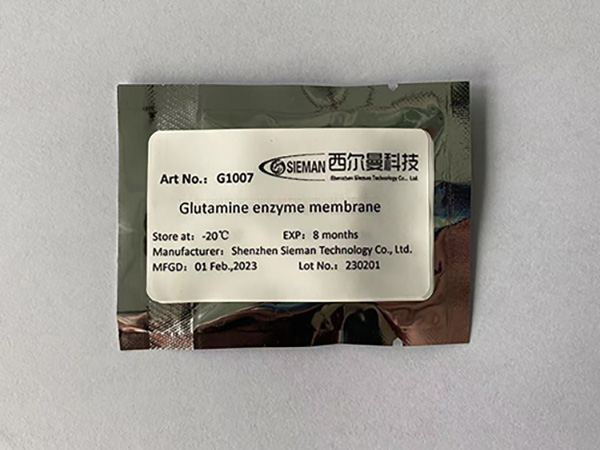 Art No.: G1007 SIEMAN 西尔曼科技
Shenzhen Sieman Technology Co., Ltd.
Glutamine enzyme membrane
Store at: -20℃ EXP: 8 months
Manufacturer: Shenzhen Sieman Technology Co., Ltd.
MFGD: 01 Feb.,2023 Lot No.: 230201